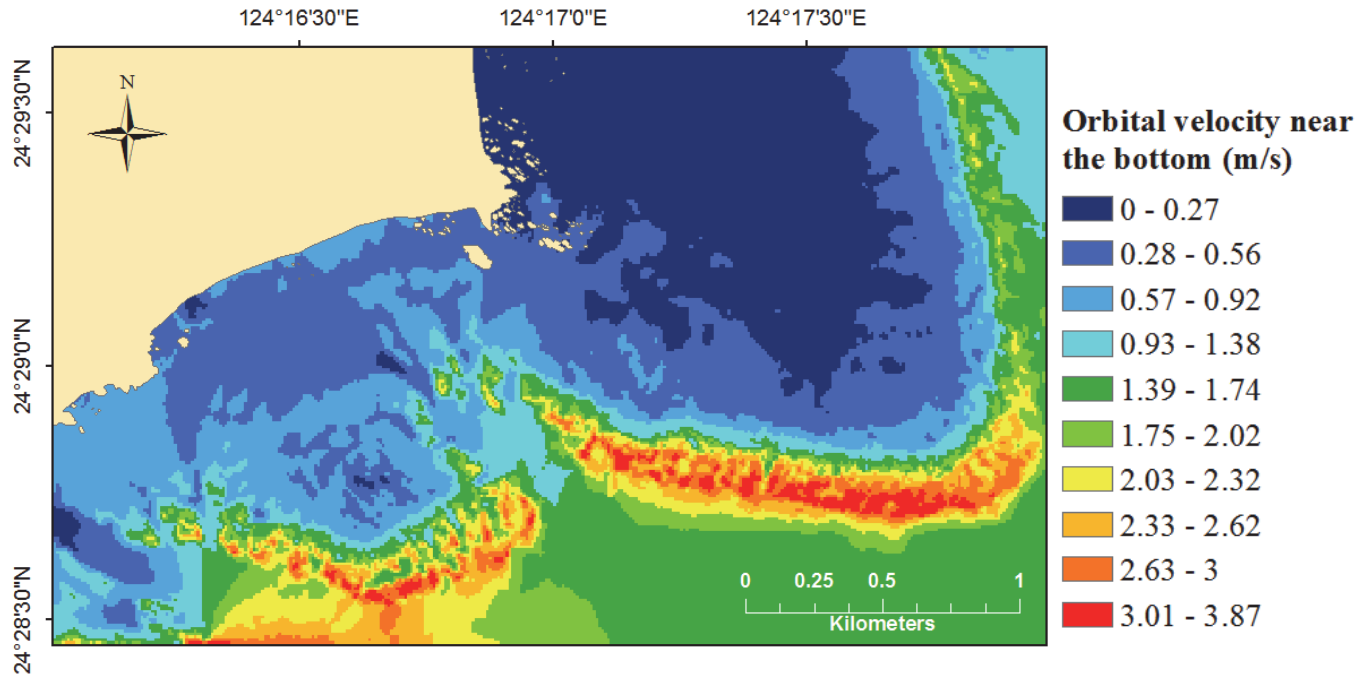 124°16'30"E
124°17'0"E
124°17'30"E
24°29'30"N
24°29'0"N
24°28'30"N
N
0 0.25 0.5 1
Kilometers
Orbital velocity near
the bottom (m/s)
0 - 0.27
0.28 - 0.56
0.57 - 0.92
0.93 - 1.38
1.39 - 1.74
1.75 - 2.02
2.03 - 2.32
2.33 - 2.62
2.63 - 3
3.01 - 3.87